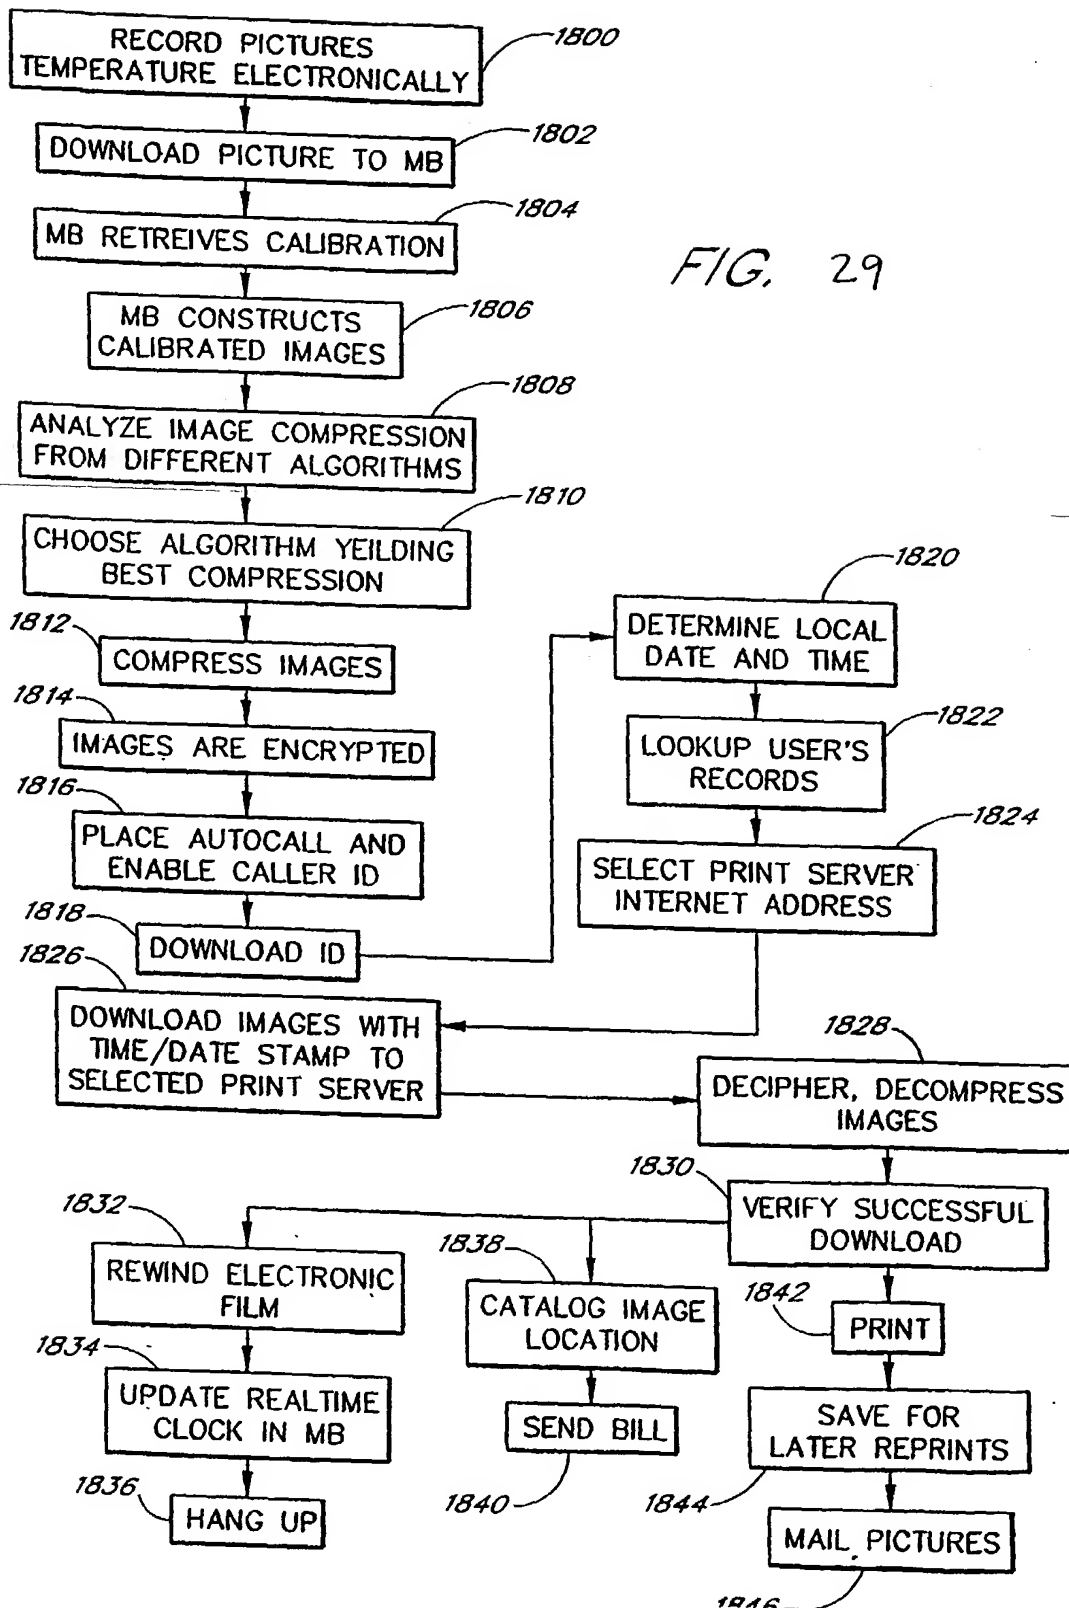 RECORD PICTURES
TEMPERATURE ELECTRONICALLY
1800
DOWNLOAD PICTURE TO MB
1802
MB RETREIVES CALIBRATION
1804
FIG. 29
MB CONSTRUCTS
CALIBRATED IMAGES
1806
ANALYZE IMAGE COMPRESSION
FROM DIFFERENT ALGORITHMS
1808
CHOOSE ALGORITHM YEILDING
BEST COMPRESSION
1810
1812
COMPRESS IMAGES
1814
IMAGES ARE ENCRYPTED
1816
PLACE AUTOCALL AND
ENABLE CALLER ID
1818
DOWNLOAD ID
1820
DETERMINE LOCAL
DATE AND TIME
1822
LOOKUP USER'S
RECORDS
1824
SELECT PRINT SERVER
INTERNET ADDRESS
1826
DOWNLOAD IMAGES WITH
TIME/DATE STAMP TO
SELECTED PRINT SERVER
1828
DECIPHER, DECOMPRESS
IMAGES
1830
VERIFY SUCCESSFUL
DOWNLOAD
1832
REWIND ELECTRONIC
FILM
1834
UPDATE REALTIME
CLOCK IN MB
1836
HANG UP
1838
CATALOG IMAGE
LOCATION
SEND BILL
1840
1842
PRINT
SAVE FOR
LATER REPRINTS
1844
MAIL PICTURES
1846